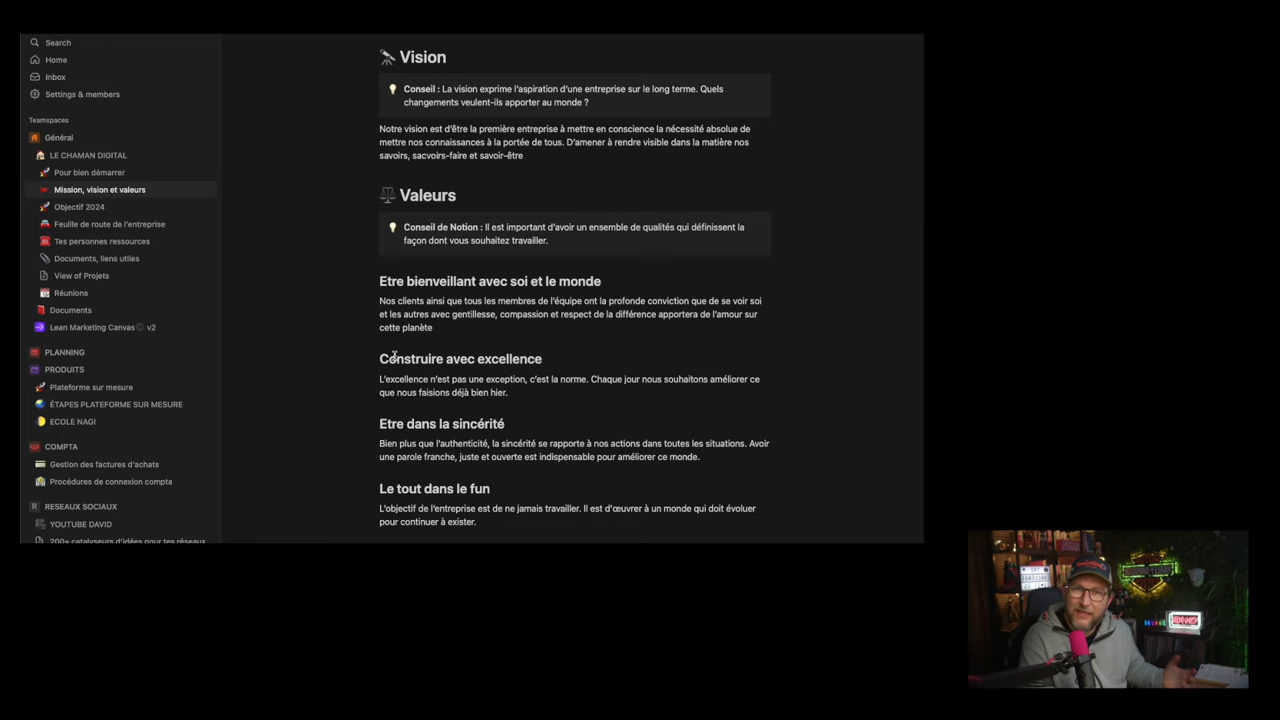 Search
Home
Inbox
Settings & members
Teamspaces
Général
LE CHAMAN DIGITAL
Pour bien démarrer
Mission, vision et valeurs
Objectif 2024
Feuille de route de l'entreprise
Tes personnes ressources
Documents, liens utiles
View of Projets
Réunions
Documents
Lean Marketing Canvas v2
PLANNING
PRODUITS
Plateforme sur mesure
ÉTAPES PLATEFORME SUR MESURE
ECOLE NAGI
COMPTA
Gestion des factures d'achats
Procédures de connexion compta
R RESEAUX SOCIAUX
YOUTUBE DAVID
200+ catalyseurs d'idées pour tes réseaux
Vision
Conseil : La vision exprime l'aspiration d'une entreprise sur le long terme. Quels
changements veulent-ils apporter au monde ?
Notre vision est d'être la première entreprise à mettre en conscience la nécessité absolue de
mettre nos connaissances à la portée de tous. D'amener à rendre visible dans la matière nos
savoirs, sacvoirs-faire et savoir-être
Valeurs
Conseil de Notion : Il est important d'avoir un ensemble de qualités qui définissent la
façon dont vous souhaitez travailler.
Etre bienveillant avec soi et le monde
Nos clients ainsi que tous les membres de l'équipe ont la profonde conviction que de se voir soi
et les autres avec gentillesse, compassion et respect de la différence apportera de l'amour sur
cette planète
Construire avec excellence
L'excellence n'est pas une exception, c'est la norme. Chaque jour nous souhaitons améliorer ce
que nous faisions déjà bien hier.
Etre dans la sincérité
Bien plus que l'authenticité, la sincérité se rapporte à nos actions dans toutes les situations. Avoir
une parole franche, juste et ouverte est indispensable pour améliorer ce monde.
Le tout dans le fun
L'objectif de l'entreprise est de ne jamais travailler. Il est d'œuvrer à un monde qui doit évoluer
pour continuer à exister.